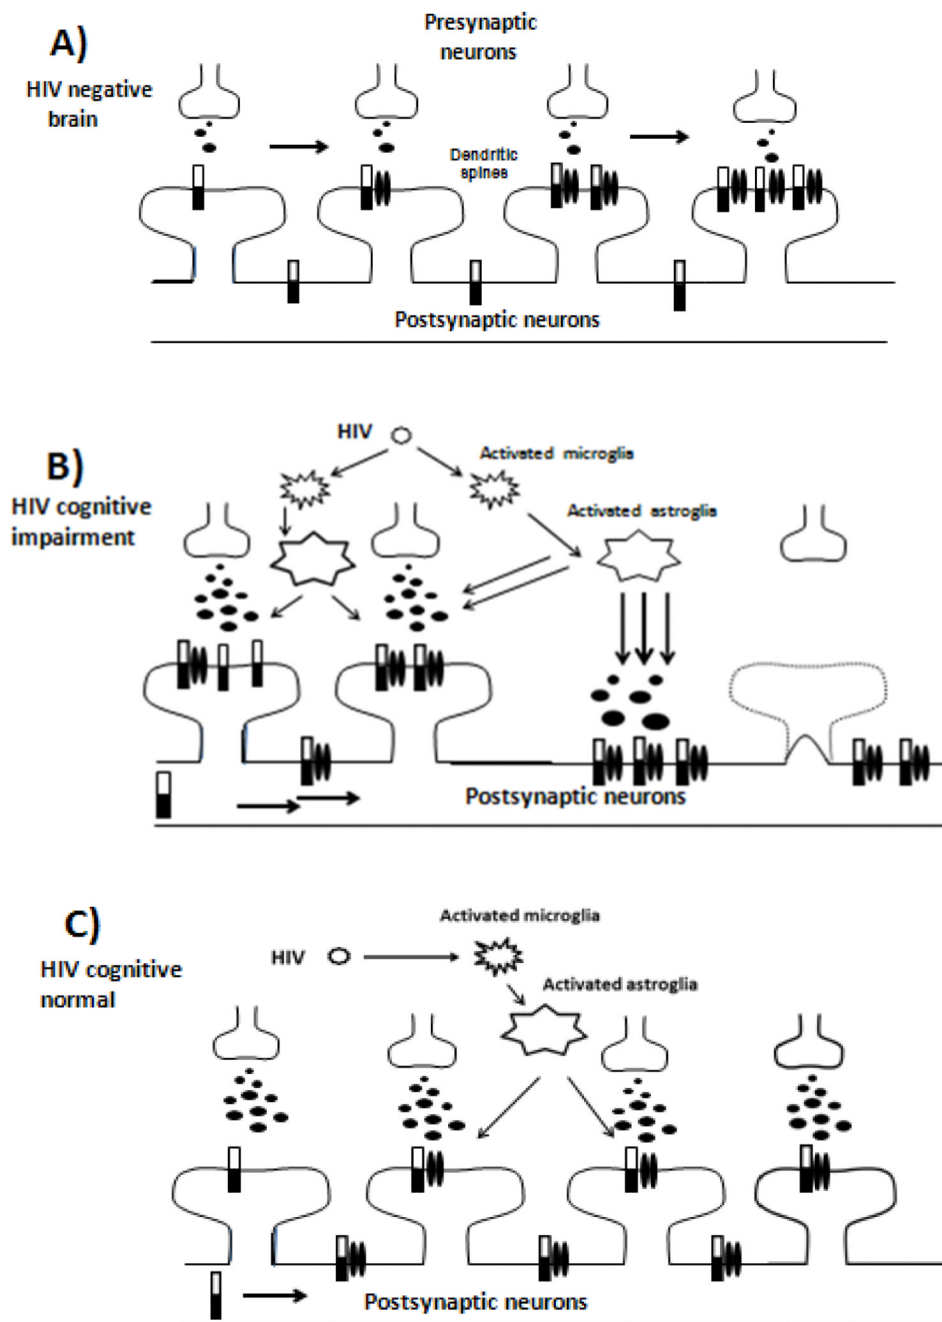 A)
Presynaptic
neurons
HIV negative
brain
Dendritic
spines
Postsynaptic neurons
B)
HIV
Activated microglia
HIV cognitive
impairment
Activated astroglia
Postsynaptic neurons
C)
Activated microglia
HIV cognitive
normal
HIV
Activated astroglia
Postsynaptic neurons